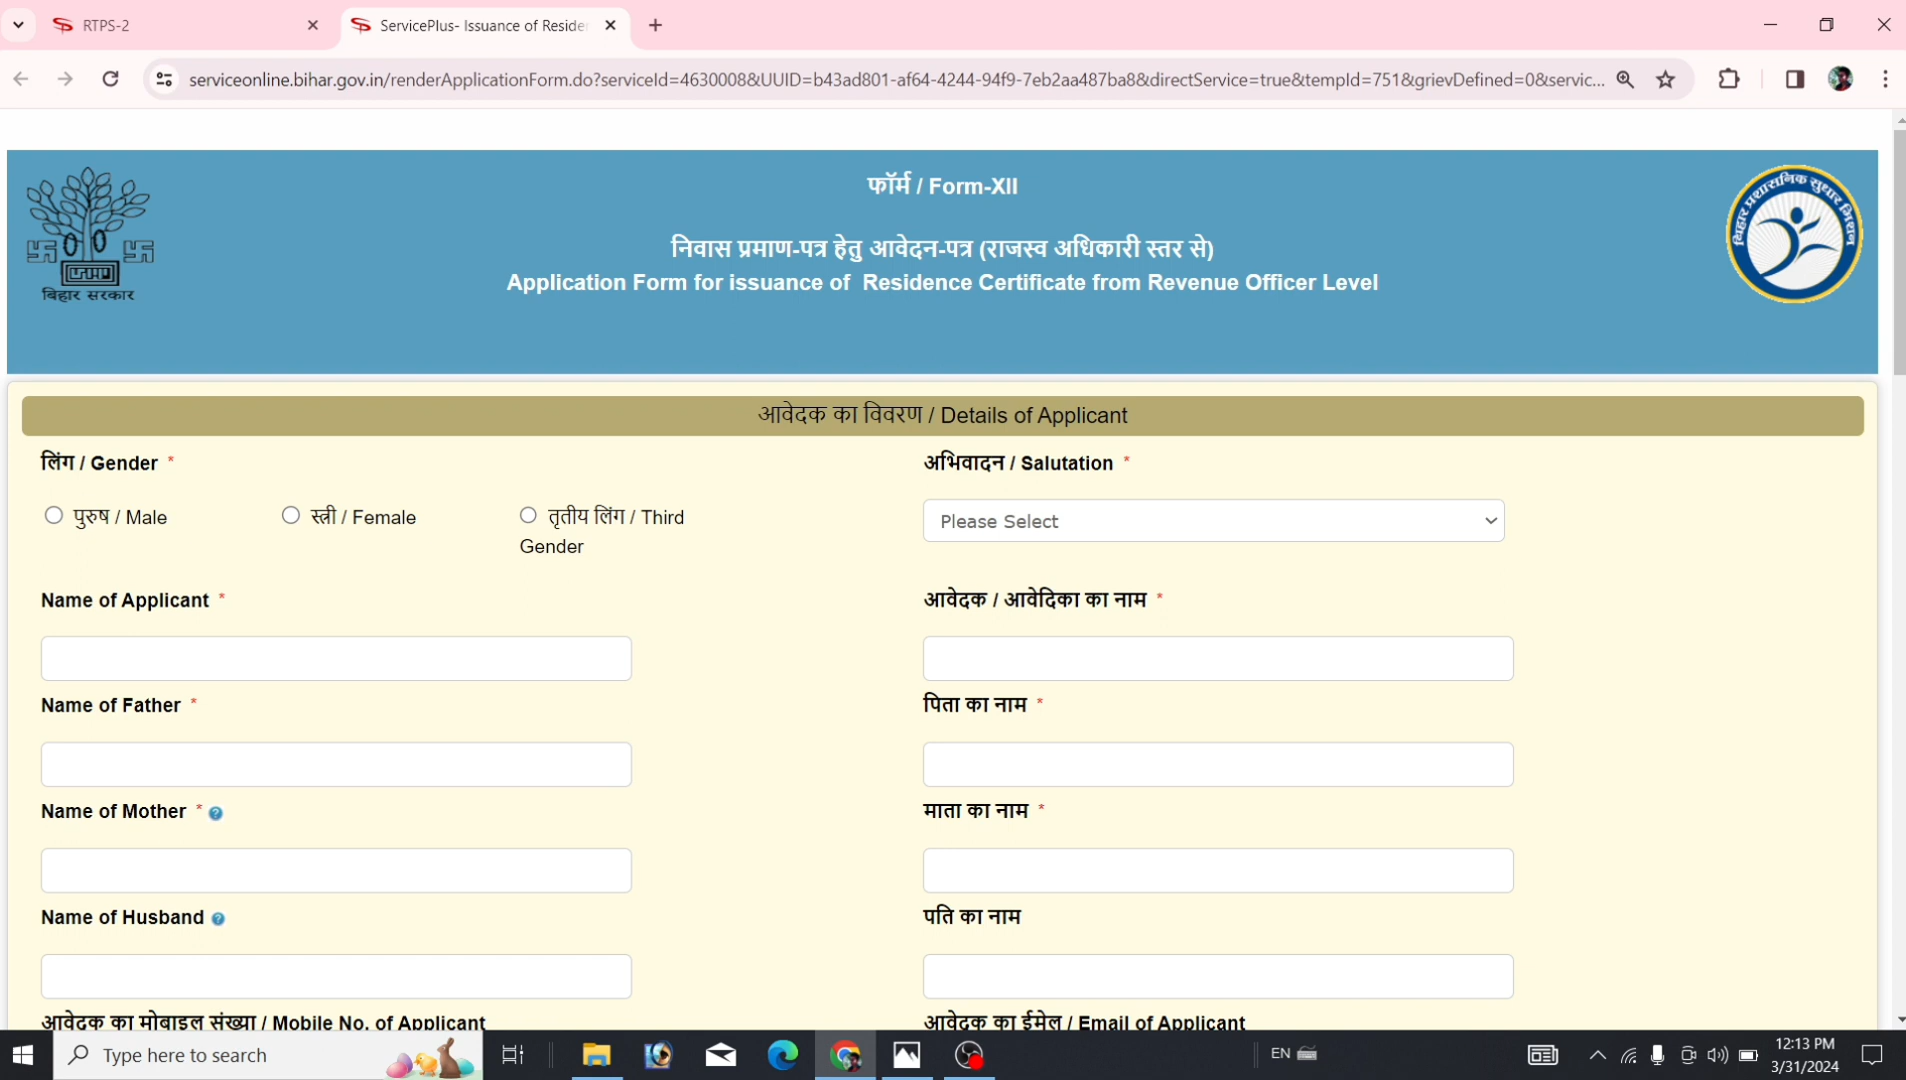 RTPS-2
ServicePlus- Issuance of Reside
serviceonline.bihar.gov.in/renderApplicationForm.do?serviceId=4630008&UUID=b43ad801-af64-4244-94f9-7eb2aa487ba8&directService=true&tempId=751&grievDefined=0&servic...
फॉर्म / Form-XII
निवास प्रमाण-पत्र हेतु आवेदन-पत्र (राजस्व अधिकारी स्तर से)
Application Form for issuance of Residence Certificate from Revenue Officer Level
बिहार सरकार
बिहार प्रशासनिक सुधार मिशन
आवेदक का विवरण / Details of Applicant
लिंग / Gender *
अभिवादन / Salutation *
पुरुष / Male
स्त्री / Female
तृतीय लिंग / Third
Gender
Please Select
Name of Applicant *
आवेदक / आवेदिका का नाम *
Name of Father *
पिता का नाम *
Name of Mother * ?
माता का नाम *
Name of Husband ?
पति का नाम
आवेदक का मोबाइल संख्या / Mobile No. of Applicant
आवेदक का ईमेल / Email of Applicant
Type here to search
EN
12:13 PM
3/31/2024